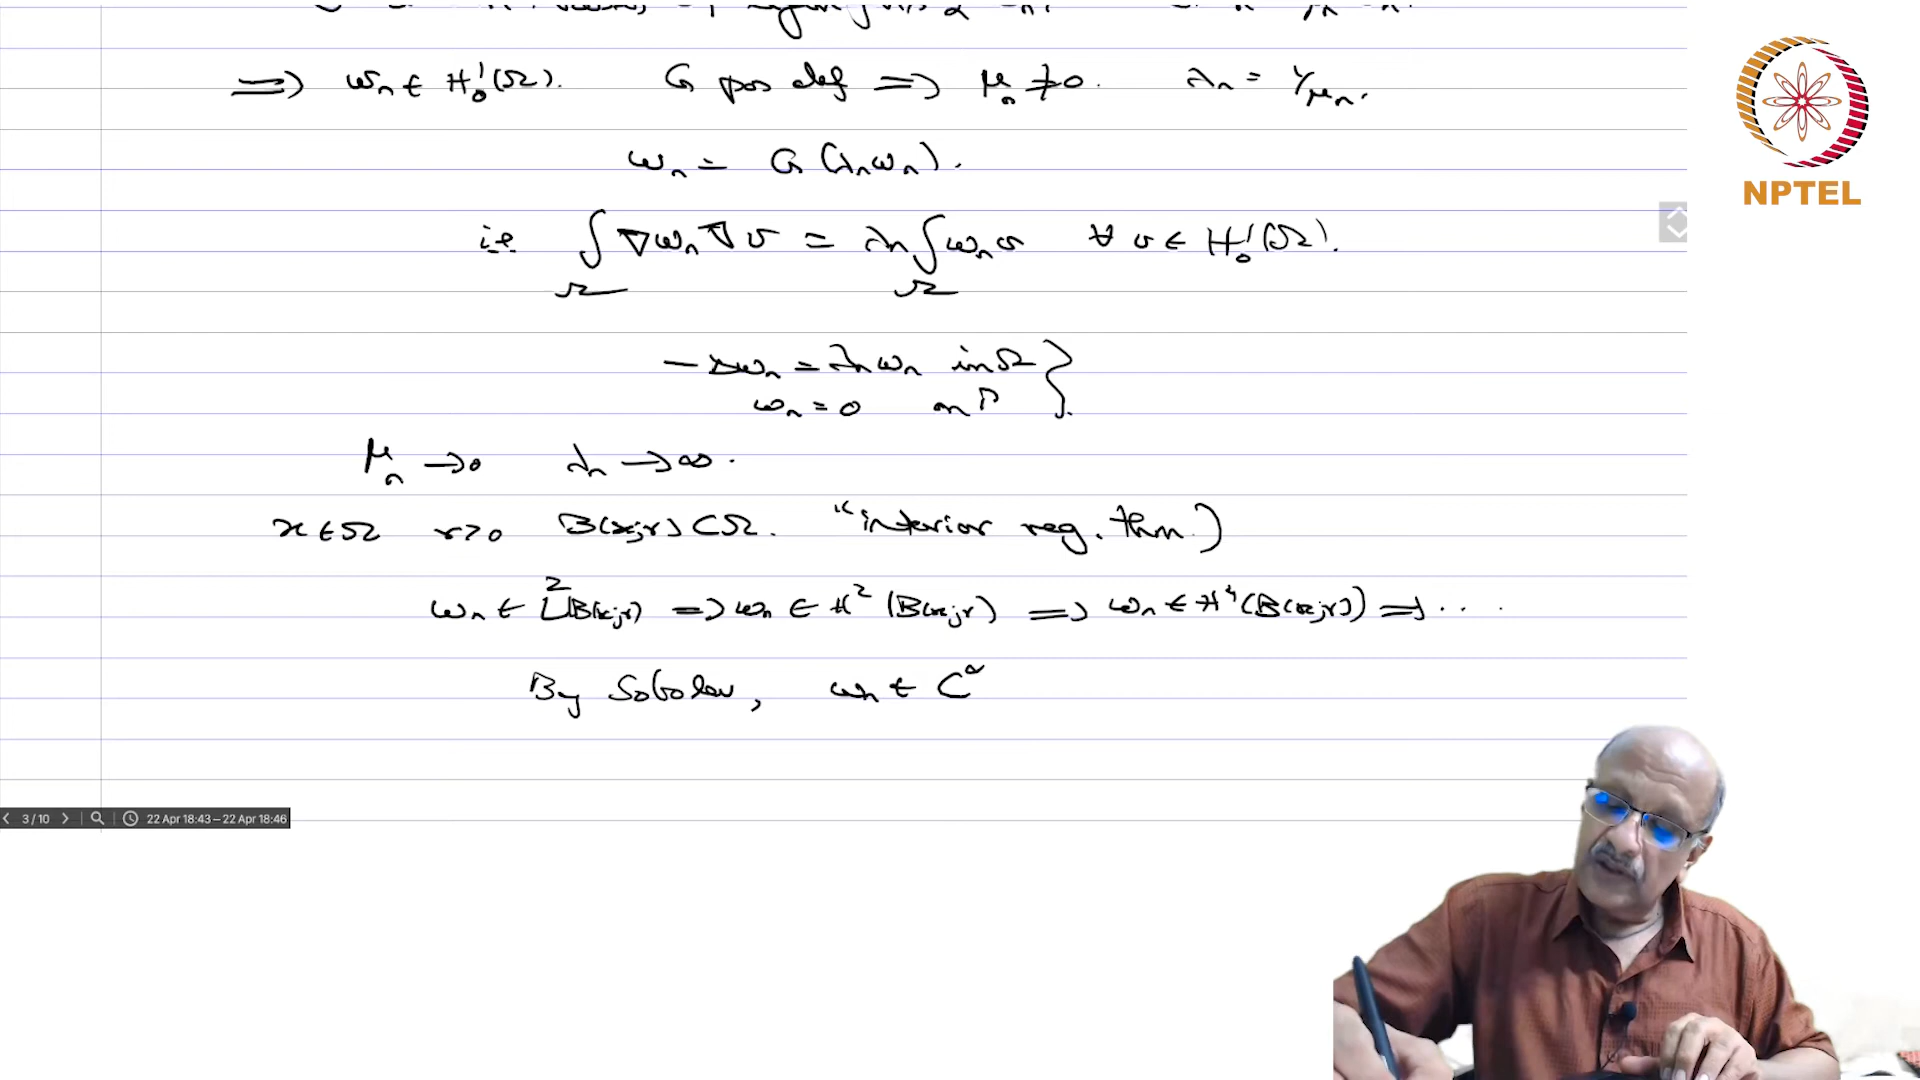 ⟹ wₙ ∈ H₀¹(Ω). G pos def ⟹ μₙ ≠ 0. λₙ = 1/μₙ.
wₙ = G(λₙwₙ).
i.e. ∫_Ω ∇wₙ∇v = λₙ∫_Ω wₙv ∀ v ∈ H₀¹(Ω).
−Δwₙ = λₙwₙ in Ω }
wₙ = 0 on Γ
μₙ → 0 λₙ → ∞.
x ∈ Ω r>0 B(x;r) ⊂ Ω. "interior reg. thm.)
wₙ ∈ L²(B(x;r)) ⟹ wₙ ∈ H²(B(x;r)) ⟹ wₙ ∈ H⁴(B(x;r)) ⟹ ...
By Sobolev, wₙ ∈ C
NPTEL
3 / 10
22 Apr 18:43 – 22 Apr 18:46